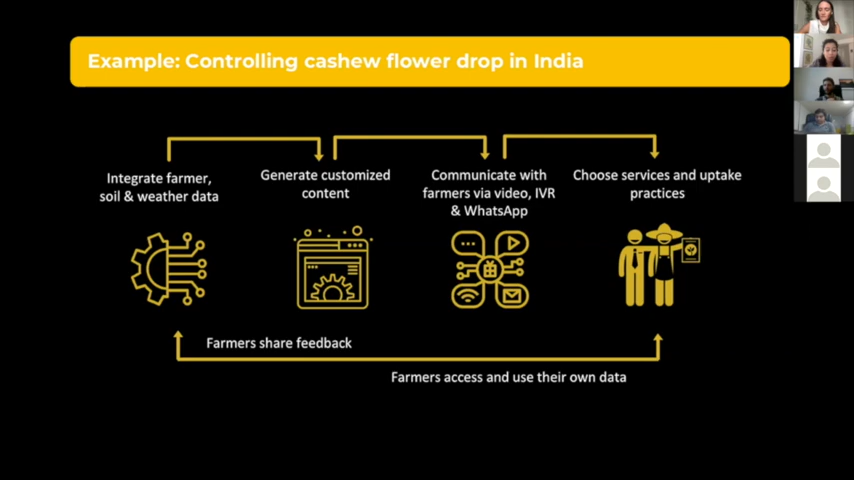 Example: Controlling cashew flower drop in India
Integrate farmer,
soil & weather data
Generate customized
content
Communicate with
farmers via video, IVR
& WhatsApp
Choose services and uptake
practices
Farmers share feedback
Farmers access and use their own data